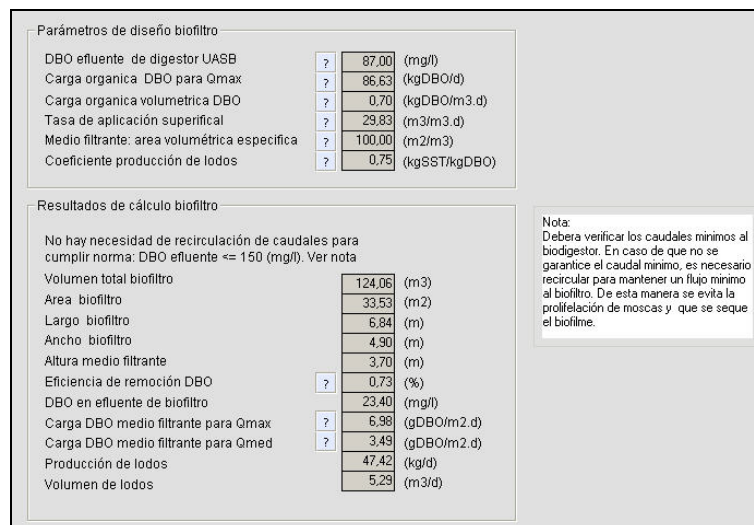 Parámetros de diseño biofiltro
DBO efluente de digestor UASB ? 87,00 (mg/l)
Carga organica DBO para Qmax ? 86,63 (kgDBO/d)
Carga organica volumetrica DBO ? 0,70 (kgDBO/m3.d)
Tasa de aplicación superifical ? 29,83 (m3/m3.d)
Medio filtrante: area volumétrica especifica ? 100,00 (m2/m3)
Coeficiente producción de lodos ? 0,75 (kgSST/kgDBO)
Resultados de cálculo biofiltro
No hay necesidad de recirculación de caudales para
cumplir norma: DBO efluente <= 150 (mg/l). Ver nota
Volumen total biofiltro 124,06 (m3)
Area biofiltro 33,53 (m2)
Largo biofiltro 6,84 (m)
Ancho biofiltro 4,90 (m)
Altura medio filtrante 3,70 (m)
Eficiencia de remoción DBO ? 0,73 (%)
DBO en efluente de biofiltro 23,40 (mg/l)
Carga DBO medio filtrante para Qmax ? 6,98 (gDBO/m2.d)
Carga DBO medio filtrante para Qmed ? 3,49 (gDBO/m2.d)
Producción de lodos 47,42 (kg/d)
Volumen de lodos 5,29 (m3/d)
Nota:
Debera verificar los caudales minimos al
biodigestor. En caso de que no se
garantice el caudal minimo, es necesario
recircular para mantener un flujo minimo
al biofiltro. De esta manera se evita la
prolifelación de moscas y que se seque
el biofilme.